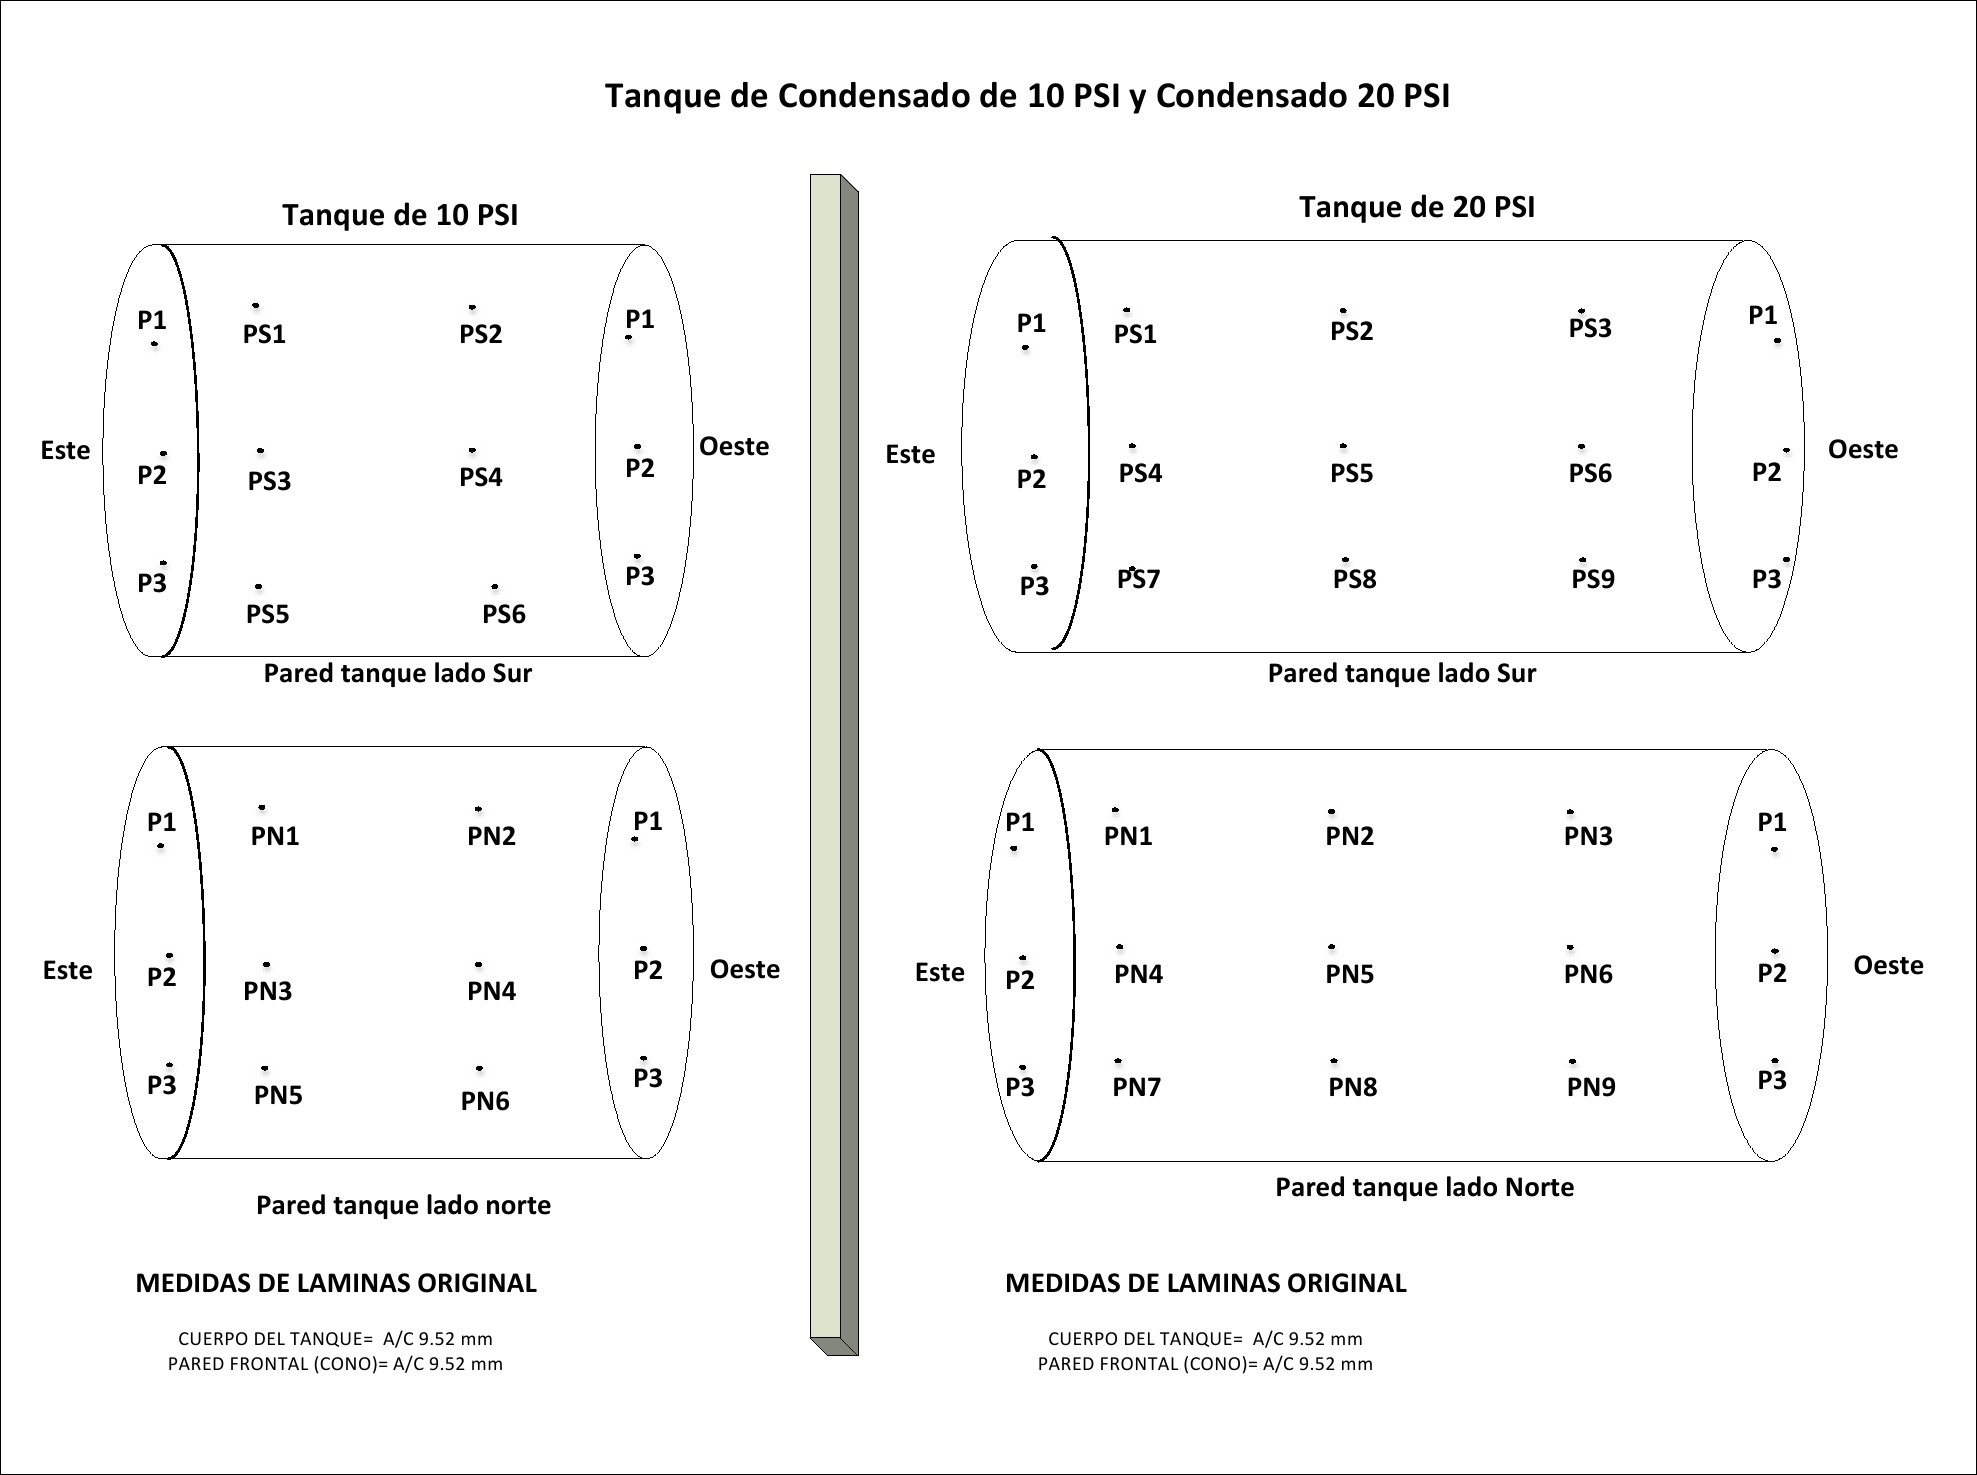 Tanque de Condensado de 10 PSI y Condensado 20 PSI
Tanque de 10 PSI
P1
PS1
PS2
P1
Este
P2
PS3
PS4
P2
Oeste
P3
PS5
PS6
P3
Pared tanque lado Sur
P1
PN1
PN2
P1
Este
P2
PN3
PN4
P2
Oeste
P3
PN5
PN6
P3
Pared tanque lado norte
MEDIDAS DE LAMINAS ORIGINAL
CUERPO DEL TANQUE= A/C 9.52 mm
PARED FRONTAL (CONO)= A/C 9.52 mm
Tanque de 20 PSI
P1
PS1
PS2
PS3
P1
Este
P2
PS4
PS5
PS6
P2
Oeste
P3
PS7
PS8
PS9
P3
Pared tanque lado Sur
P1
PN1
PN2
PN3
P1
Este
P2
PN4
PN5
PN6
P2
Oeste
P3
PN7
PN8
PN9
P3
Pared tanque lado Norte
MEDIDAS DE LAMINAS ORIGINAL
CUERPO DEL TANQUE= A/C 9.52 mm
PARED FRONTAL (CONO)= A/C 9.52 mm